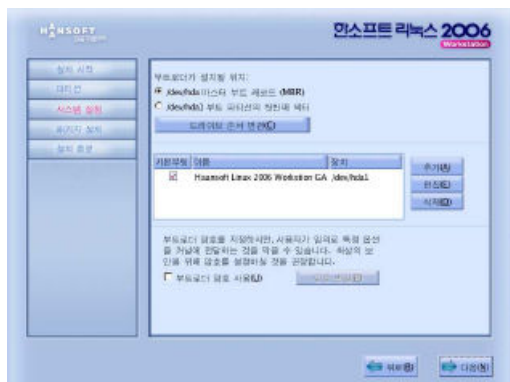 HANSOFT
한소프트 리눅스 2006
Workstation
설치 시작
파티션
시스템 설정
패키지 설치
설치 종료
부트로더가 설치될 위치:
/dev/hda 마스터 부트 레코드 (MBR)
/dev/hda1 부트 파티션의 첫번째 섹터
드라이브 순서 변경(C)
기본부팅 이름 장치
Haansoft Linux 2006 Workstion GA /dev/hda1
추가(A)
편집(E)
삭제(D)
부트로더 암호를 지정하시면, 사용자가 임의로 특정 옵션
을 커널에 전달하는 것을 막을 수 있습니다. 최상의 보
안을 위해 암호를 설정하실 것을 권장합니다.
부트로더 암호 사용(U)
뒤로(B)
다음(N)